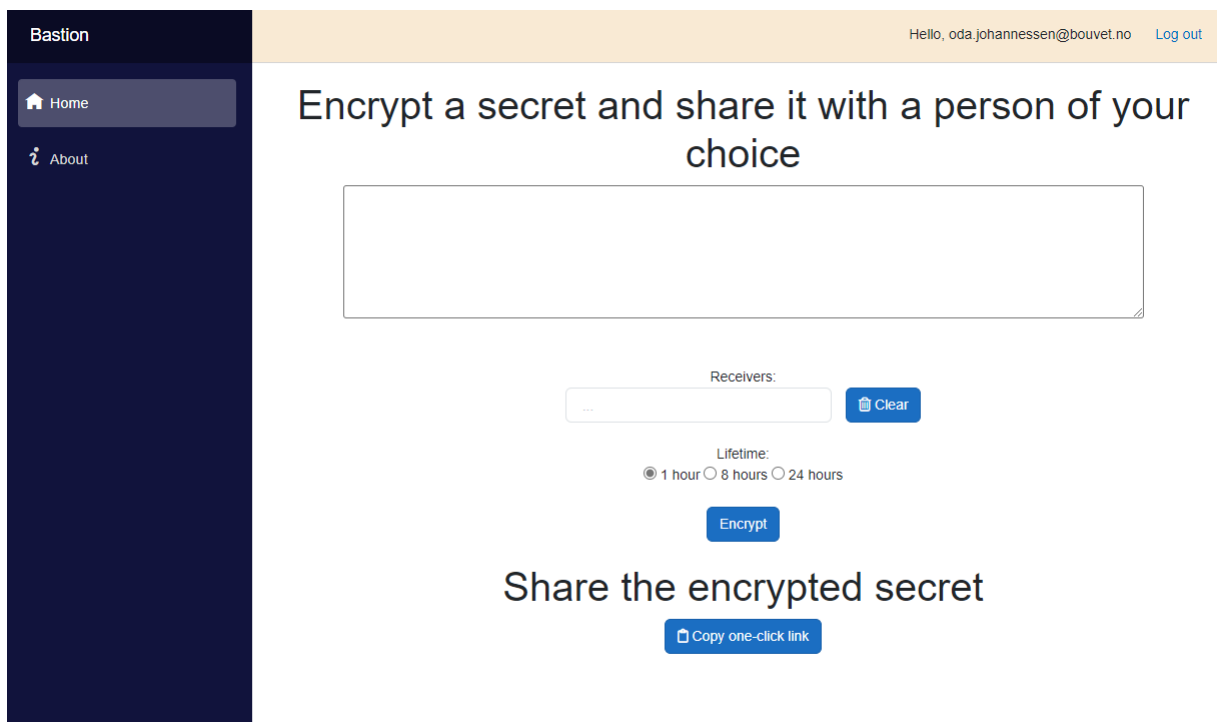 Bastion
Hello, oda.johannessen@bouvet.no Log out
Home
About
Encrypt a secret and share it with a person of your
choice
Receivers:
...
Clear
Lifetime:
1 hour 8 hours 24 hours
Encrypt
Share the encrypted secret
Copy one-click link